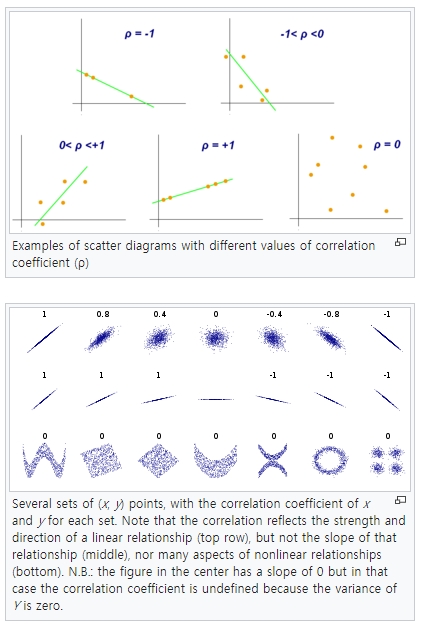 ρ = -1
-1< ρ <0
0< ρ <+1
ρ = +1
ρ = 0
Examples of scatter diagrams with different values of correlation
coefficient (ρ)
1 0.8 0.4 0 -0.4 -0.8 -1
1 1 1 -1 -1 -1
0 0 0 0 0 0 0
Several sets of (x, y) points, with the correlation coefficient of x
and y for each set. Note that the correlation reflects the strength and
direction of a linear relationship (top row), but not the slope of that
relationship (middle), nor many aspects of nonlinear relationships
(bottom). N.B.: the figure in the center has a slope of 0 but in that
case the correlation coefficient is undefined because the variance of
Y is zero.